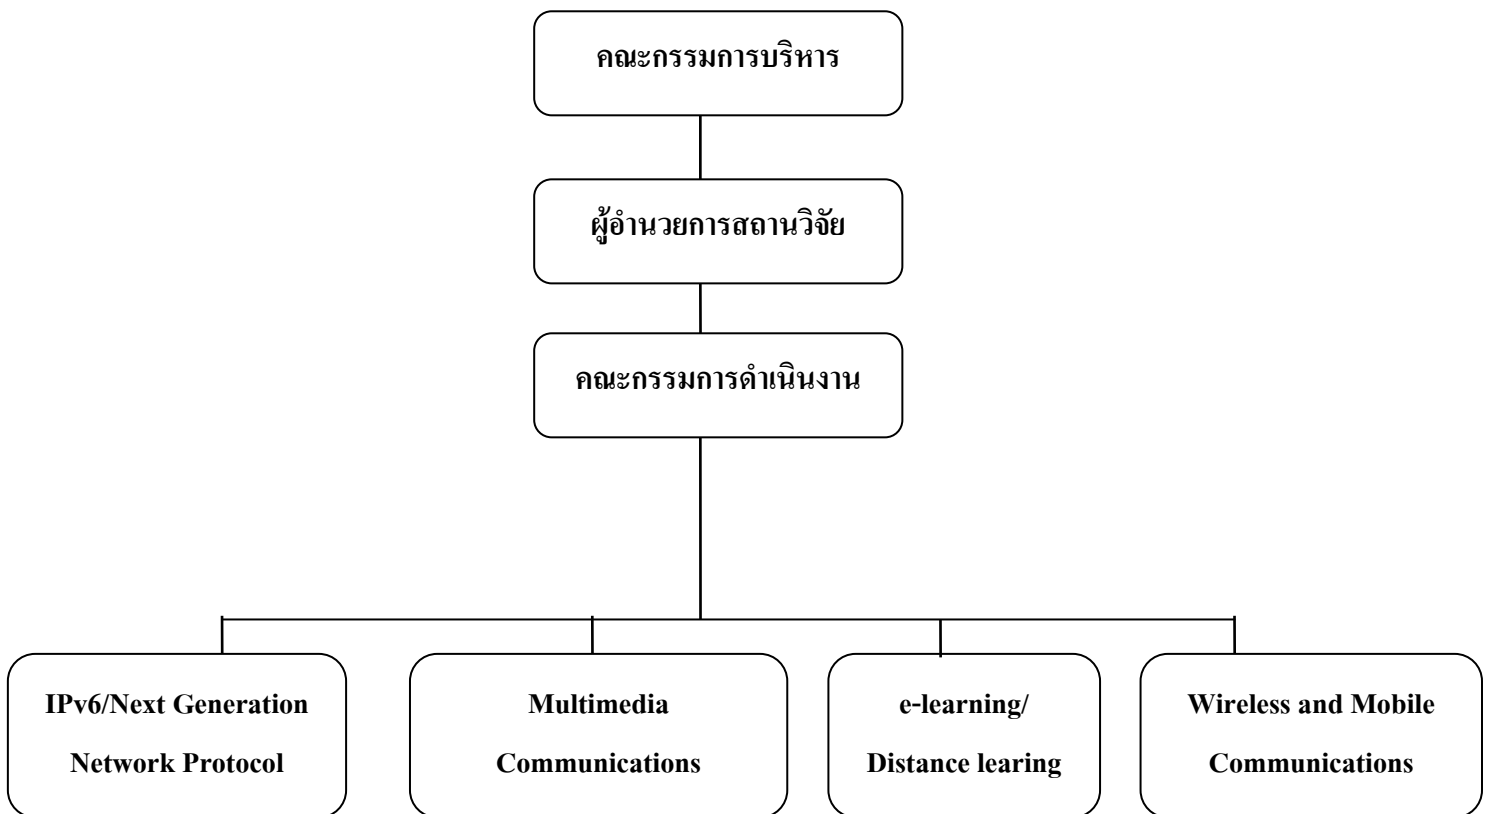 คณะกรรมการบริหาร
ผู้อำนวยการสถานวิจัย
คณะกรรมการดำเนินงาน
IPv6/Next Generation
Network Protocol
Multimedia
Communications
e-learning/
Distance learing
Wireless and Mobile
Communications